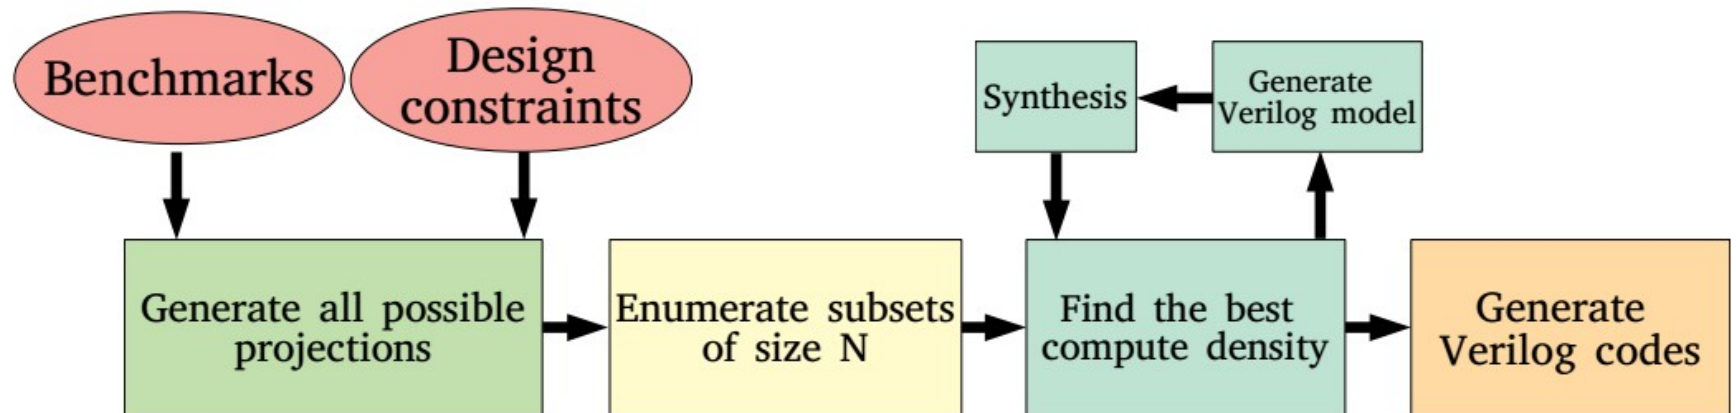 Benchmarks
Design
constraints
Synthesis
Generate
Verilog model
Generate all possible
projections
Enumerate subsets
of size N
Find the best
compute density
Generate
Verilog codes